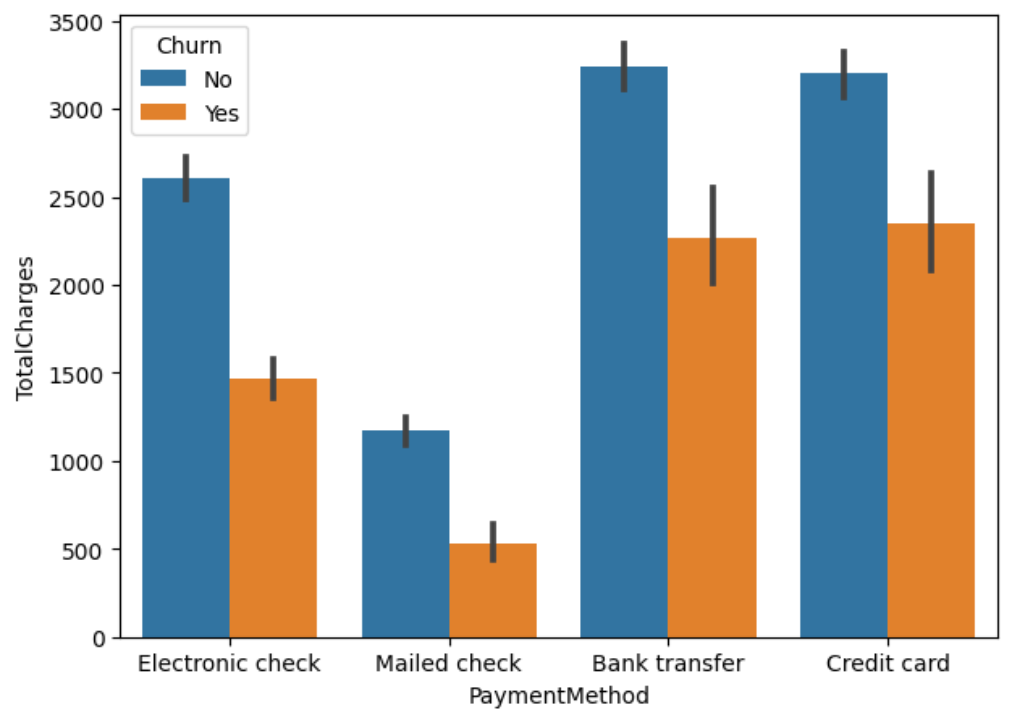 3500
3000
2500
2000
1500
1000
500
0
TotalCharges
Churn
No
Yes
Electronic check
Mailed check
Bank transfer
Credit card
PaymentMethod